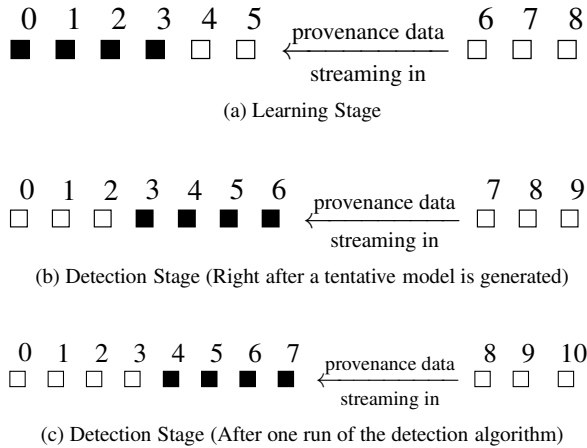 0 1 2 3 4 5 provenance data 6 7 8
streaming in
(a) Learning Stage
0 1 2 3 4 5 6 provenance data 7 8 9
streaming in
(b) Detection Stage (Right after a tentative model is generated)
0 1 2 3 4 5 6 7 provenance data 8 9 10
streaming in
(c) Detection Stage (After one run of the detection algorithm)